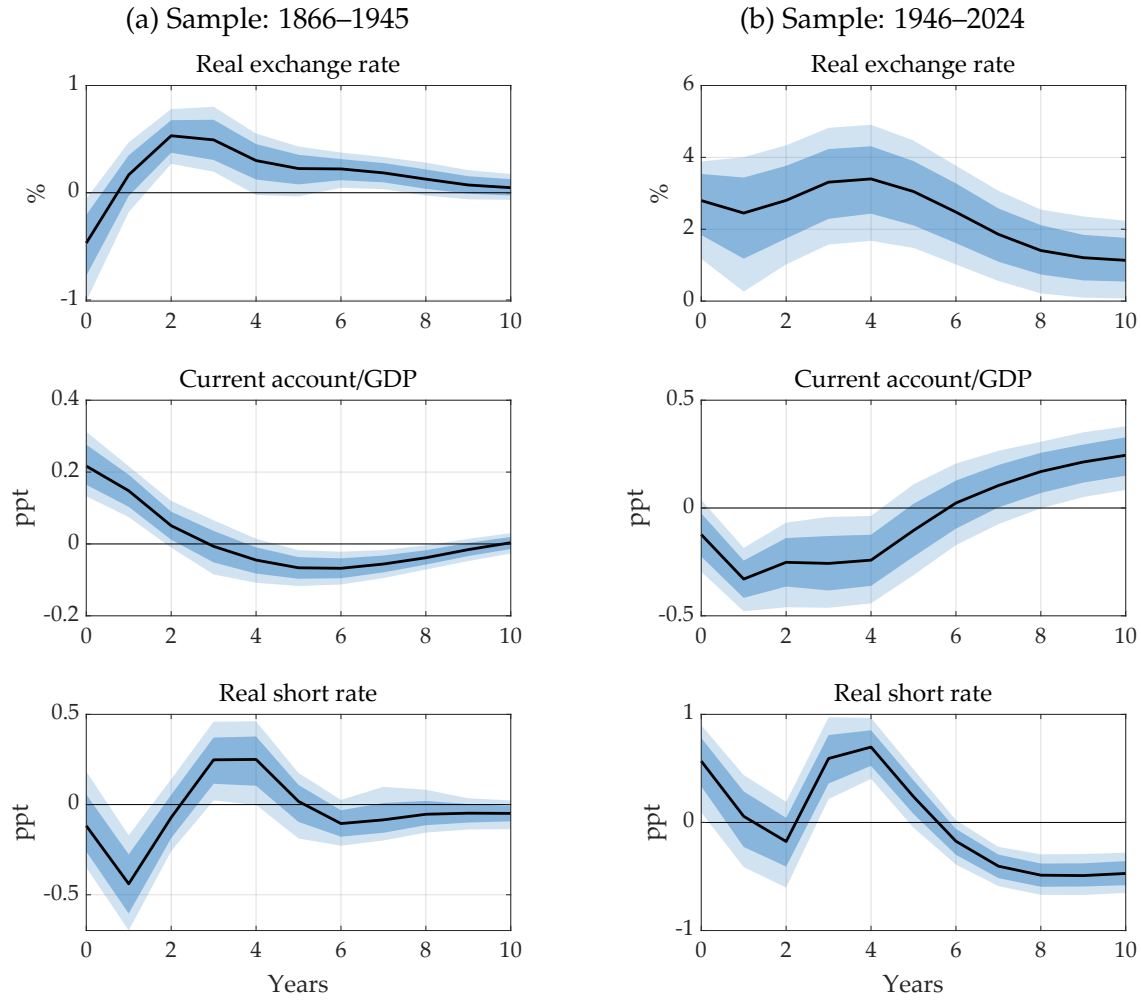 (a) Sample: 1866–1945
Real exchange rate
1
0
-1
%
0 2 4 6 8 10
Current account/GDP
0.4
0.2
0
-0.2
ppt
0 2 4 6 8 10
Real short rate
0.5
0
-0.5
ppt
0 2 4 6 8 10
Years
(b) Sample: 1946–2024
Real exchange rate
6
4
2
0
%
0 2 4 6 8 10
Current account/GDP
0.5
0
-0.5
ppt
0 2 4 6 8 10
Real short rate
1
0
-1
ppt
0 2 4 6 8 10
Years